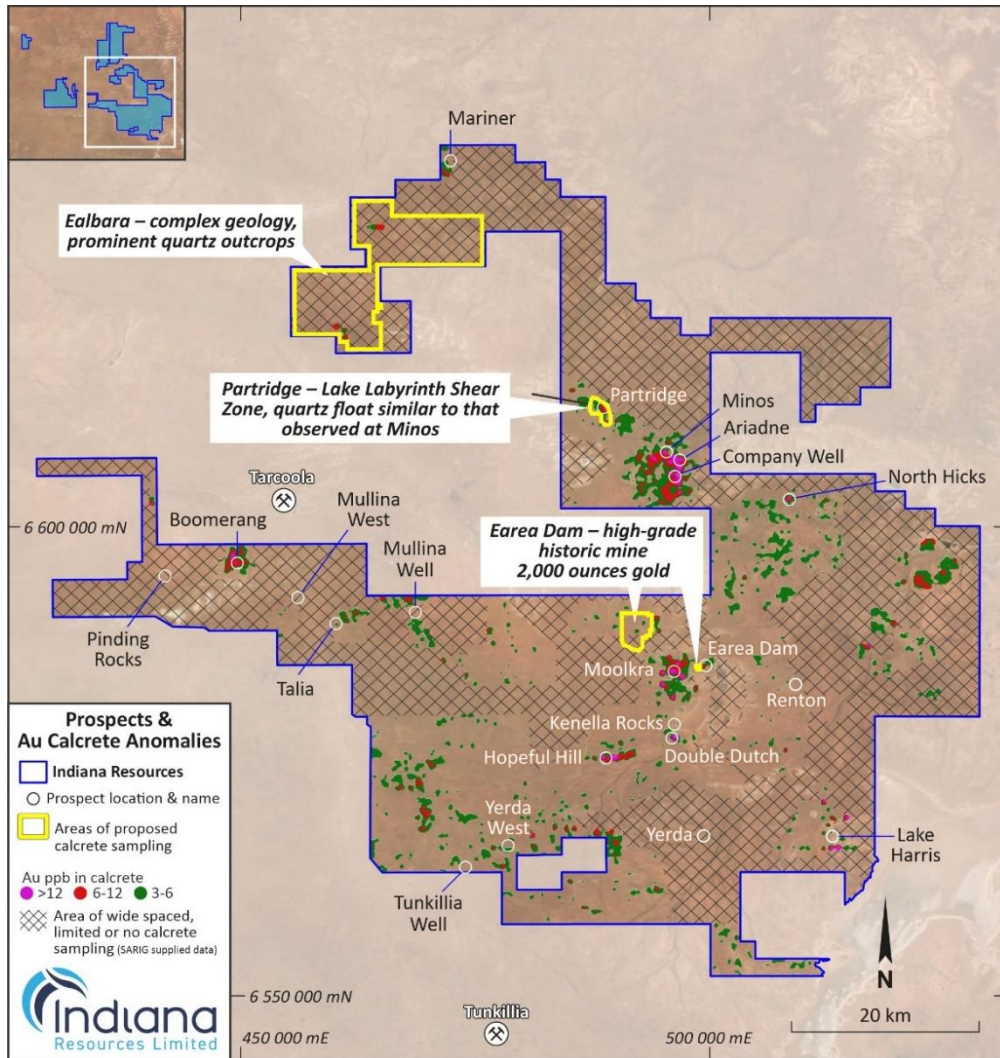 Mariner
Ealbara – complex geology,
prominent quartz outcrops
Partridge – Lake Labyrinth Shear
Zone, quartz float similar to that
observed at Minos
Partridge
Minos
Ariadne
Company Well
North Hicks
Tarcoola
Mullina
West
Boomerang
Mullina
Well
6 600 000 mN
Earea Dam – high-grade
historic mine
2,000 ounces gold
Pinding
Rocks
Talia
Moolkra
Earea Dam
Renton
Kenella Rocks
Double Dutch
Hopeful Hill
Yerda
West
Yerda
Lake
Harris
Tunkillia
Well
Prospects &
Au Calcrete Anomalies
Indiana Resources
Prospect location & name
Areas of proposed
calcrete sampling
Au ppb in calcrete
>12 6-12 3-6
Area of wide spaced,
limited or no calcrete
sampling (SARIG supplied data)
Indiana
Resources Limited
6 550 000 mN
Tunkillia
450 000 mE
500 000 mE
N
20 km